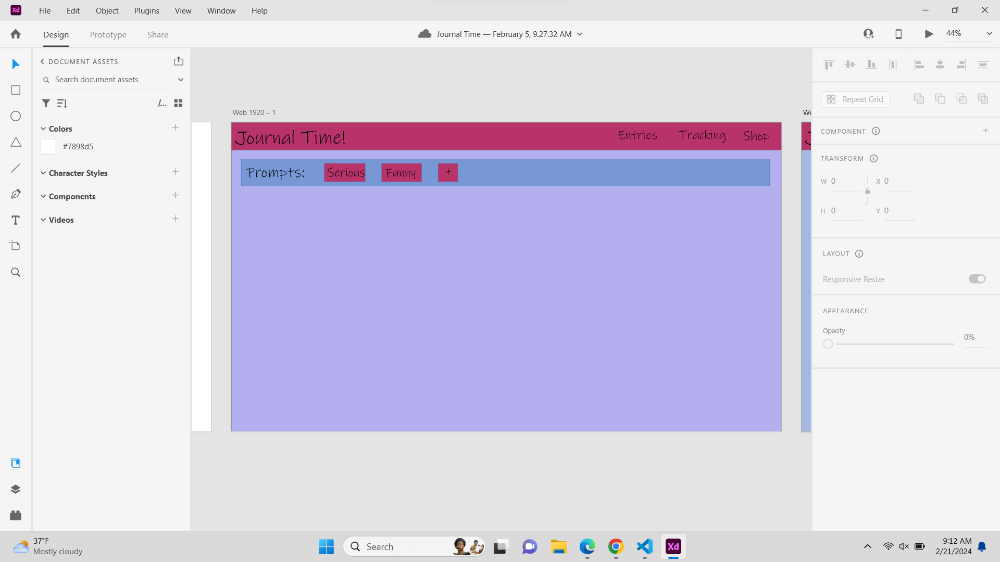 Xd File Edit Object Plugins View Window Help
Design Prototype Share
Journal Time — February 5, 9.27.32 AM
44%
DOCUMENT ASSETS
Search document assets
/...
Colors
#7898d5
Character Styles
Components
Videos
Web 1920 – 1
Journal Time!
Entries Tracking Shop
Prompts: Serious Funny +
We
J
Repeat Grid
COMPONENT
TRANSFORM
W 0 X 0
H 0 Y 0
LAYOUT
Responsive Resize
APPEARANCE
Opacity
0%
37°F
Mostly cloudy
Search
Xd
9:12 AM
2/21/2024